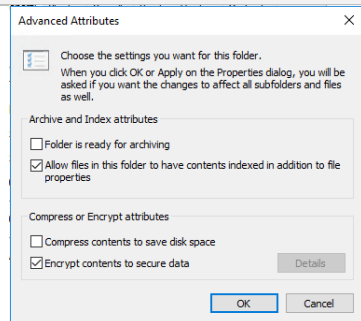 Advanced Attributes
Choose the settings you want for this folder.
When you click OK or Apply on the Properties dialog, you will be
asked if you want the changes to affect all subfolders and files
as well.
Archive and Index attributes
Folder is ready for archiving
Allow files in this folder to have contents indexed in addition to file
properties
Compress or Encrypt attributes
Compress contents to save disk space
Encrypt contents to secure data
Details
OK
Cancel